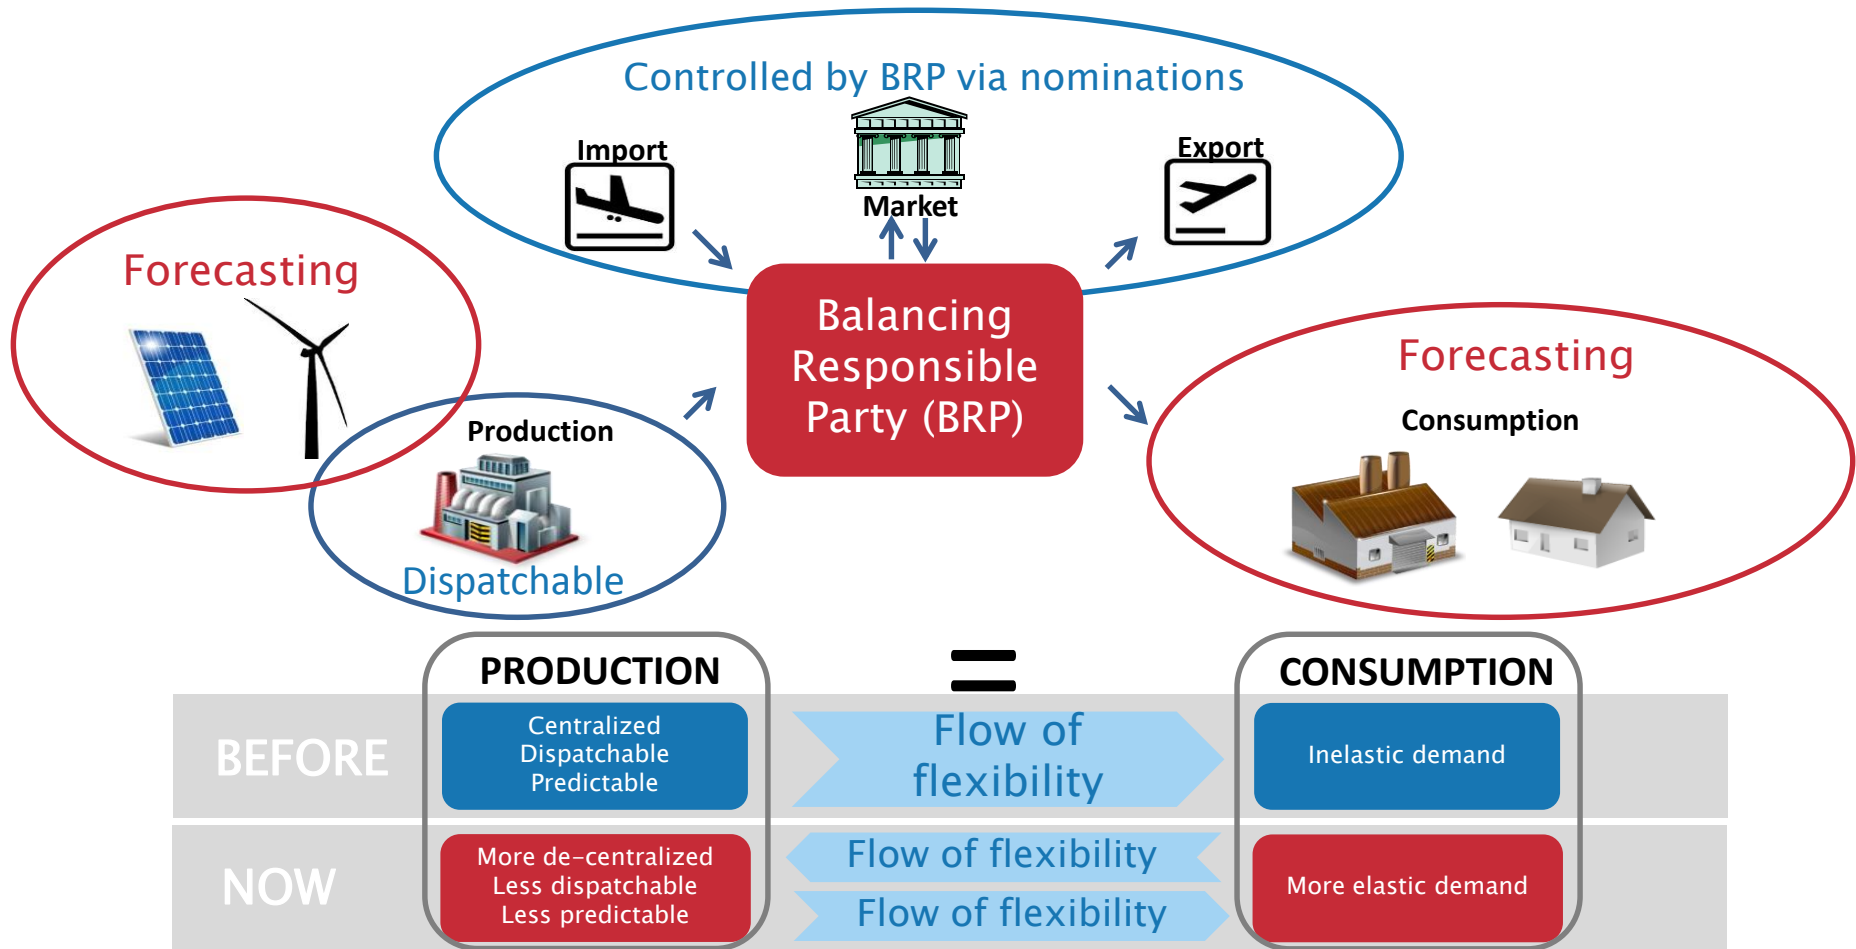 Controlled by BRP via nominations
Import
Export
Market
Forecasting
Balancing
Responsible
Party (BRP)
Forecasting
Consumption
Production
Dispatchable
PRODUCTION
=
CONSUMPTION
BEFORE
Centralized
Dispatchable
Predictable
Flow of
flexibility
Inelastic demand
NOW
More de-centralized
Less dispatchable
Less predictable
Flow of flexibility
Flow of flexibility
More elastic demand